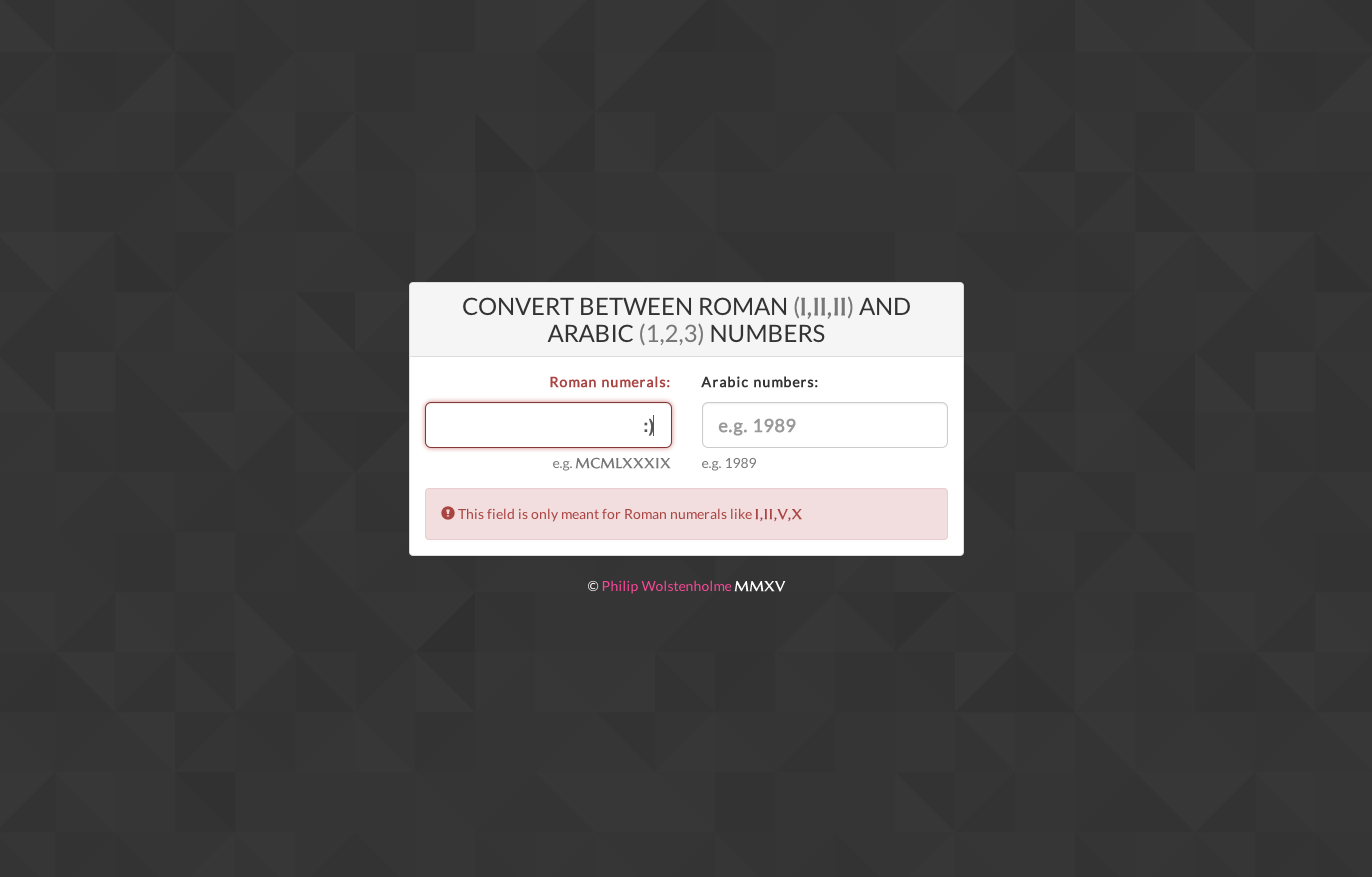 CONVERT BETWEEN ROMAN (I,II,II) AND
ARABIC (1,2,3) NUMBERS
Roman numerals:
Arabic numbers:
:)
e.g. 1989
e.g. MCMLXXXIX
e.g. 1989
This field is only meant for Roman numerals like I,II,V,X
© Philip Wolstenholme MMXV